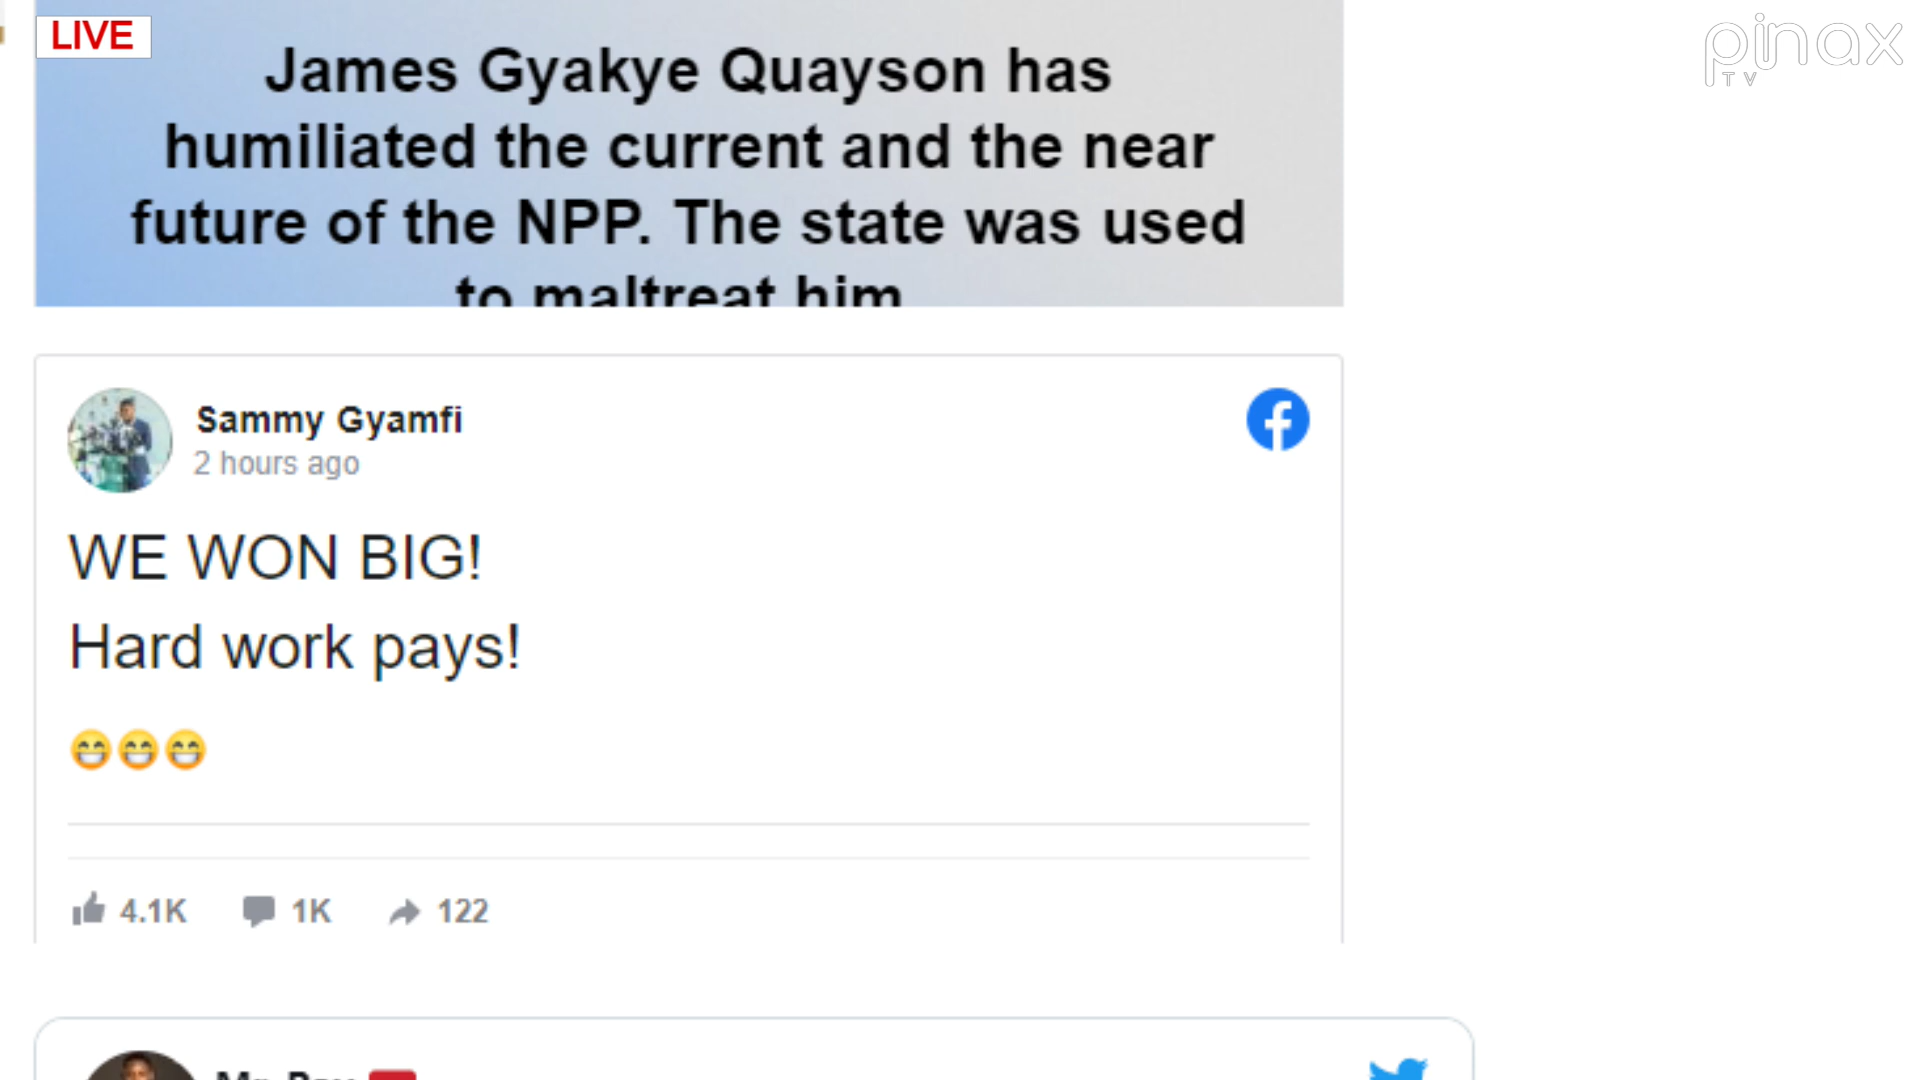 LIVE
pinax
TV
James Gyakye Quayson has
humiliated the current and the near
future of the NPP. The state was used
to maltreat him
Sammy Gyamfi
2 hours ago
WE WON BIG!
Hard work pays!
😁😁😁
4.1K 1K 122